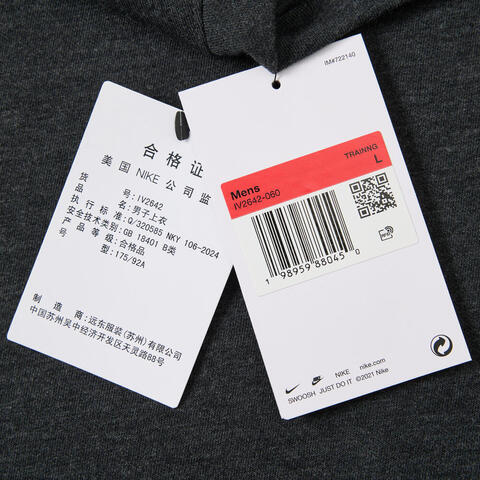 合格证
美国 NIKE 公司监
货 号: IV2642
品 名: 男子上衣
执行标准: Q/320585 NKY 106-2024
安全技术类别: GB 18401 B类
产品等级: 合格品
号 型: 175/92A
制造商: 远东服装(苏州)有限公司
中国苏州吴中经济开发区天灵路88号
IM#722140
TRAINNG
L
Mens
IV2642-060
1 98959 88045 0
RFID
NIKE nike.com
SWOOSH JUST DO IT ©2021 Nike